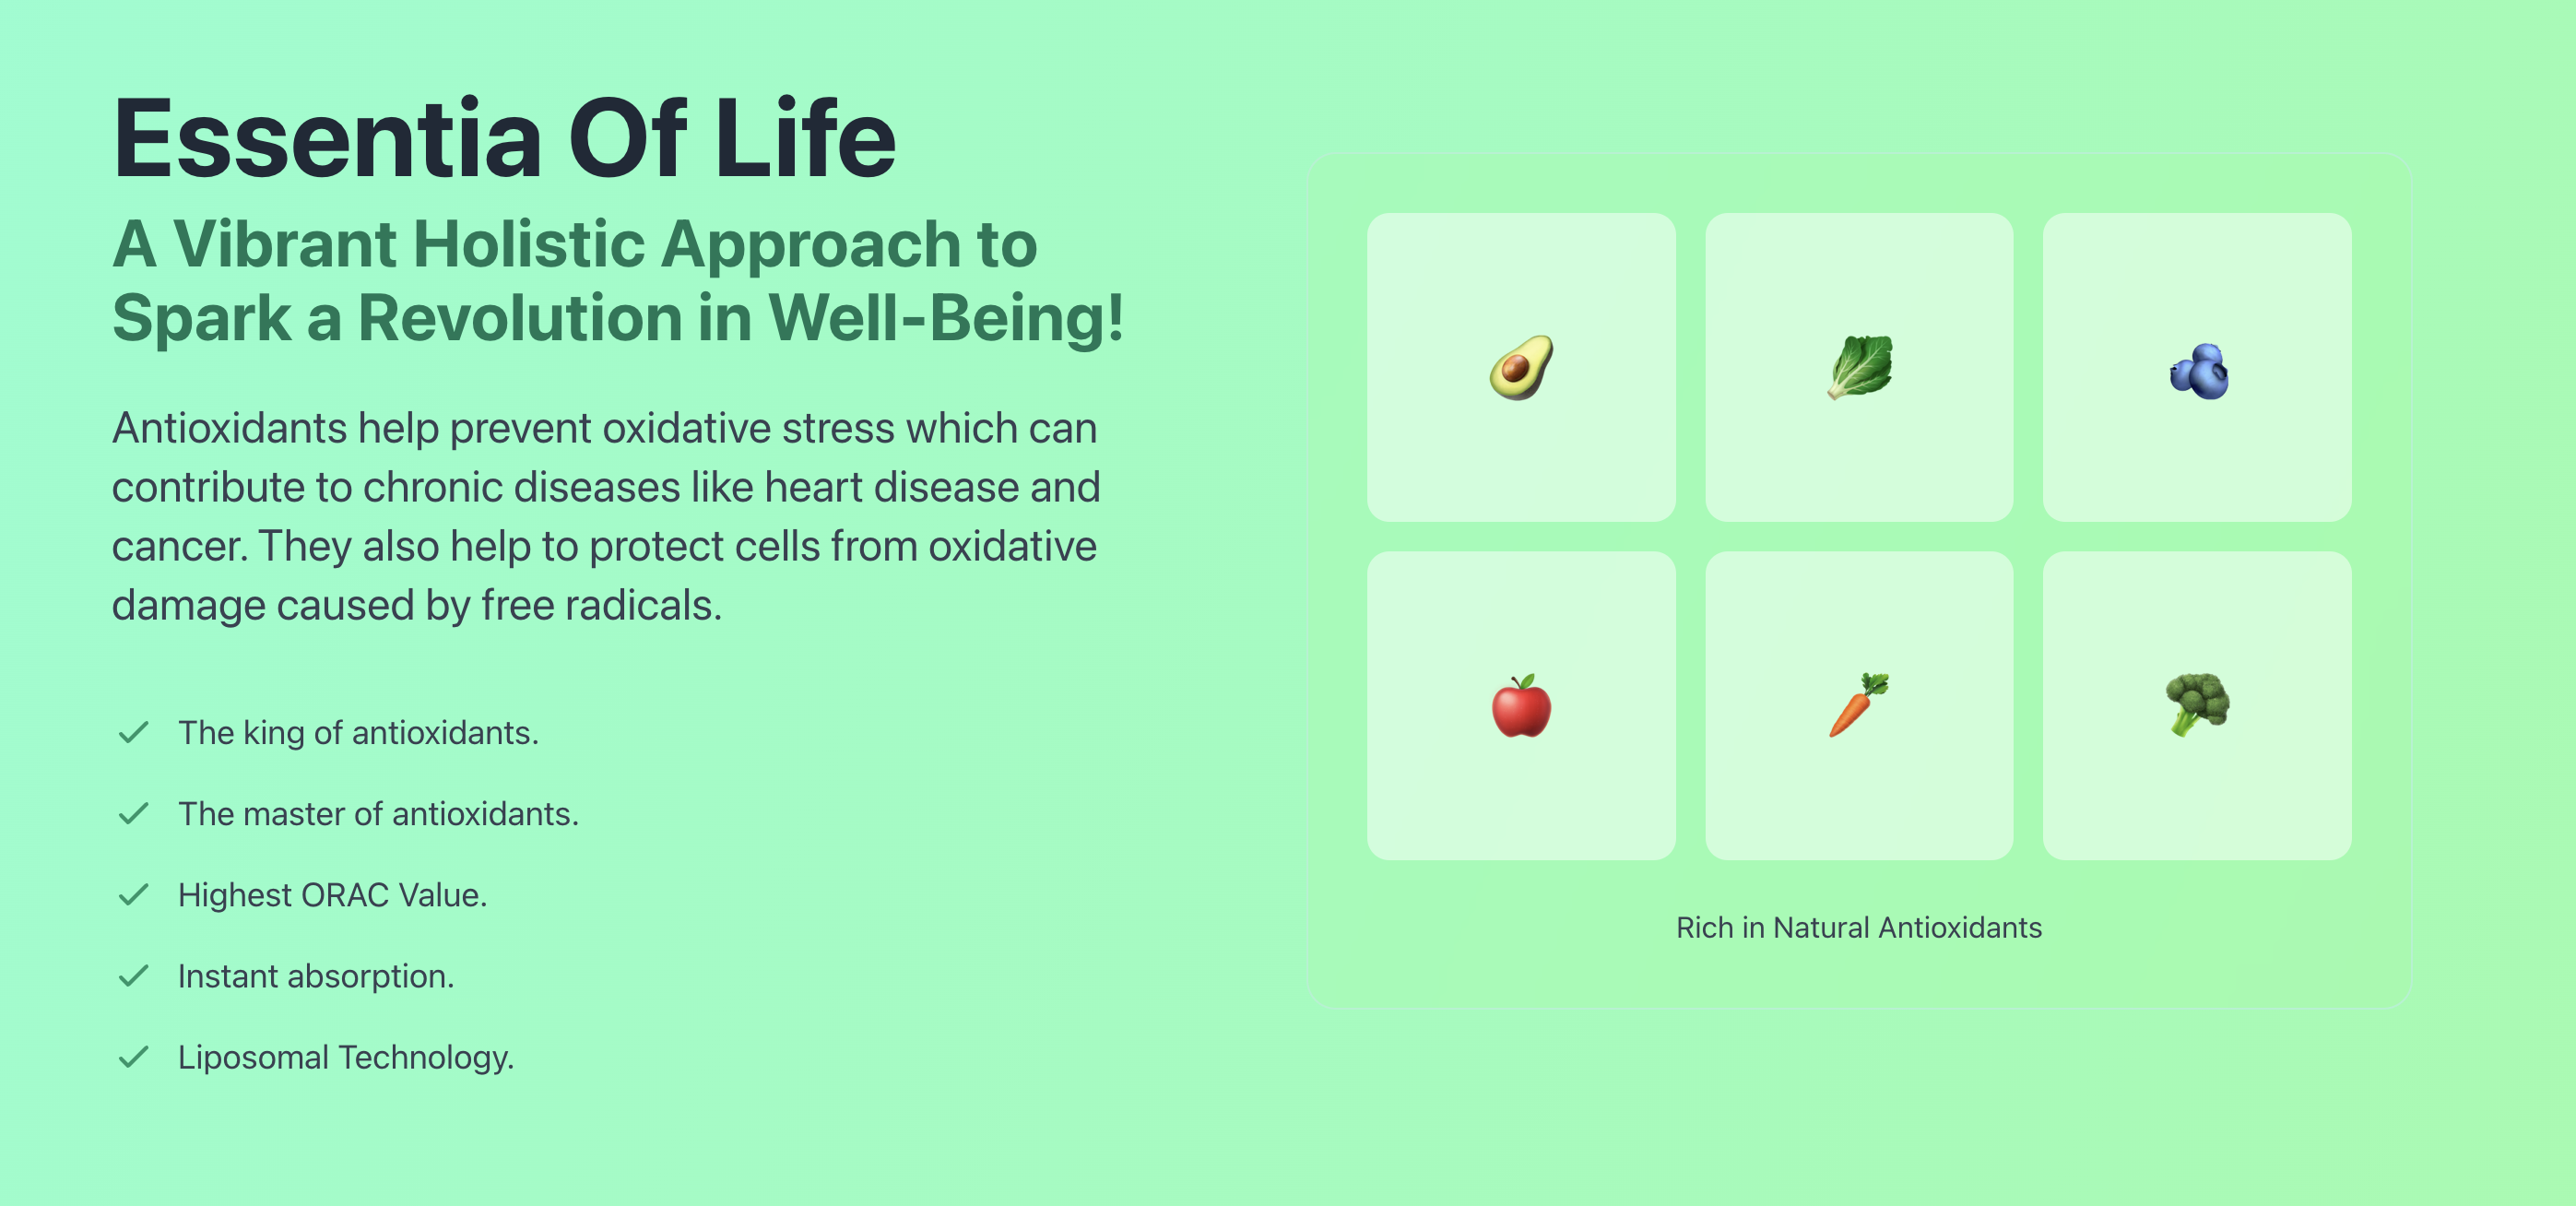 Essentia Of Life
A Vibrant Holistic Approach to
Spark a Revolution in Well-Being!
Antioxidants help prevent oxidative stress which can
contribute to chronic diseases like heart disease and
cancer. They also help to protect cells from oxidative
damage caused by free radicals.
The king of antioxidants.
The master of antioxidants.
Highest ORAC Value.
Instant absorption.
Liposomal Technology.
Rich in Natural Antioxidants